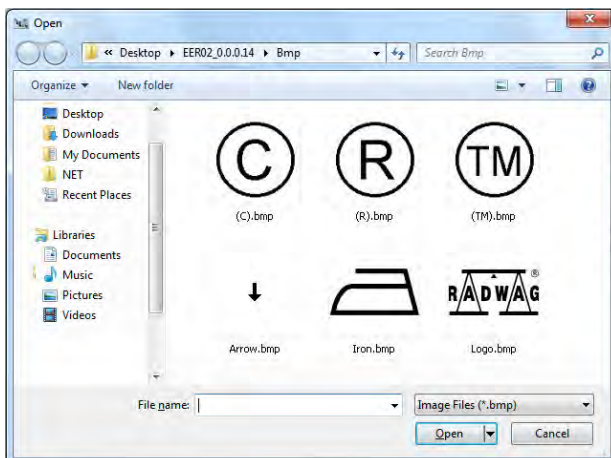 Open
« Desktop ▸ EER02_0.0.0.14 ▸ Bmp
Search Bmp
Organize ▾ New folder
Desktop
Downloads
My Documents
NET
Recent Places
Libraries
Documents
Music
Pictures
Videos
C
R
TM
(C).bmp
(R).bmp
(TM).bmp
RADWAG®
Arrow.bmp
Iron.bmp
Logo.bmp
File name:
Image Files (*.bmp)
Open
Cancel